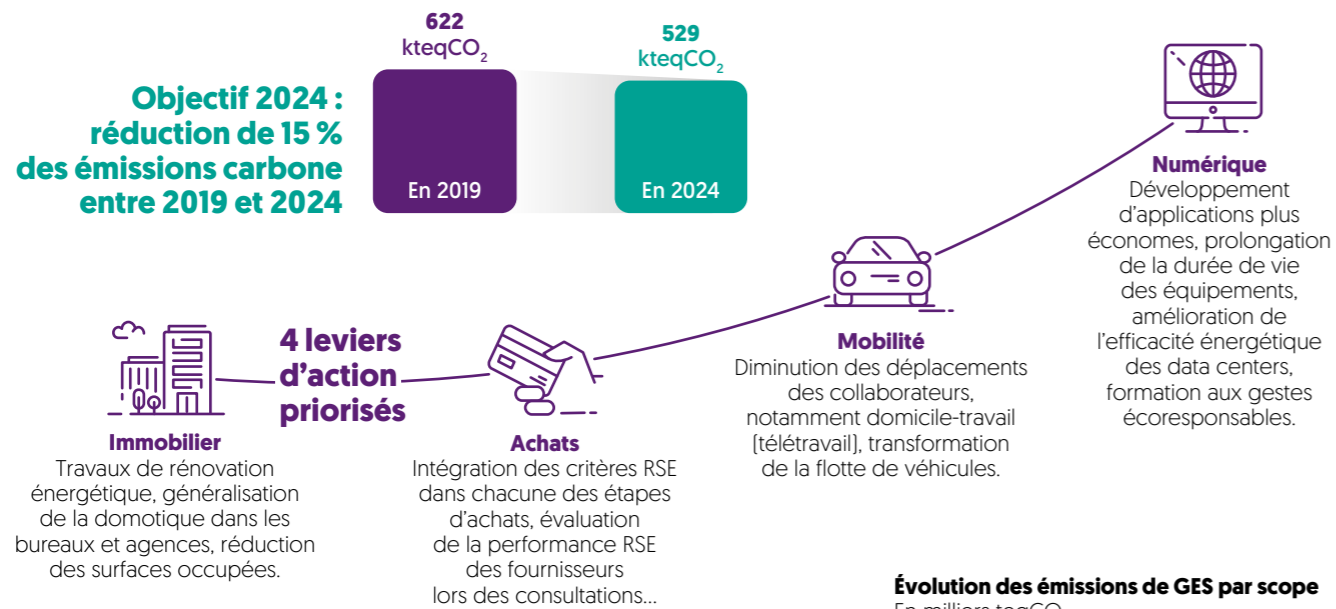 622
kteqCO₂
529
kteqCO₂
Objectif 2024 :
réduction de 15 %
des émissions carbone
entre 2019 et 2024
En 2019
En 2024
4 leviers
d’action
priorisés
Immobilier
Travaux de rénovation
énergétique, généralisation
de la domotique dans les
bureaux et agences, réduction
des surfaces occupées.
Achats
Intégration des critères RSE
dans chacune des étapes
d’achats, évaluation
de la performance RSE
des fournisseurs
lors des consultations...
Mobilité
Diminution des déplacements
des collaborateurs,
notamment domicile-travail
(télétravail), transformation
de la flotte de véhicules.
Numérique
Développement
d’applications plus
économes, prolongation
de la durée de vie
des équipements,
amélioration de
l’efficacité énergétique
des data centers,
formation aux gestes
écoresponsables.
Évolution des émissions de GES par scope
En milliers teqCO